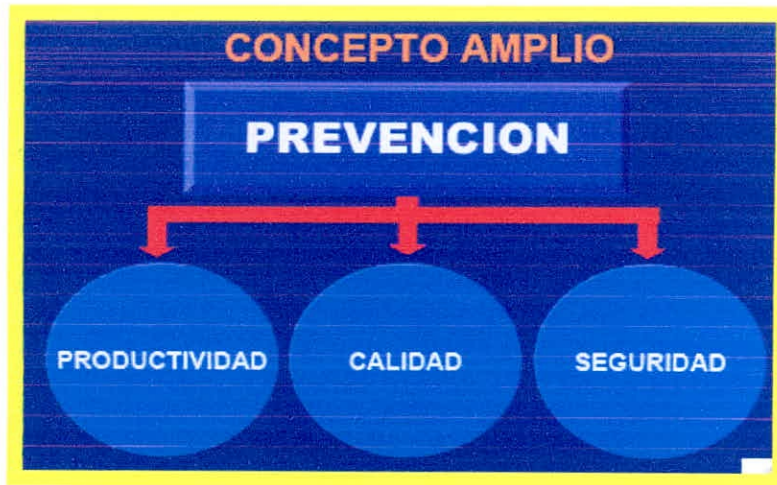 CONCEPTO AMPLIO
PREVENCION
PRODUCTIVIDAD
CALIDAD
SEGURIDAD